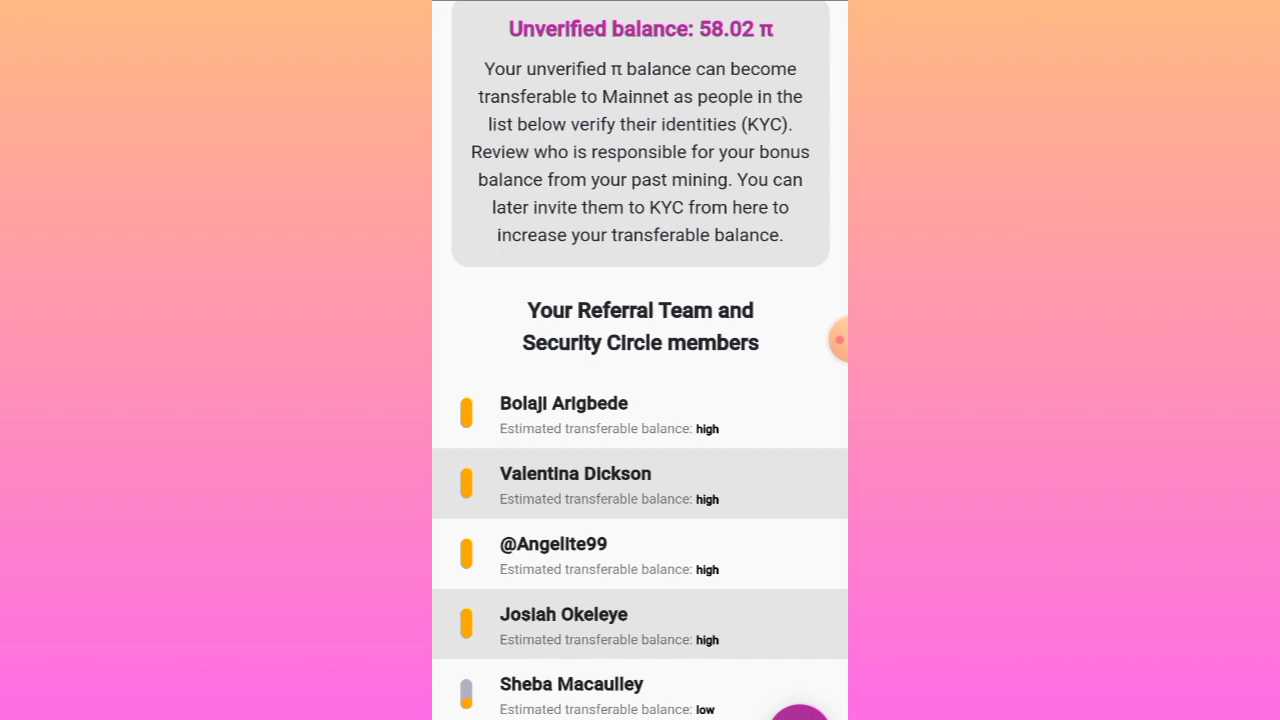 Unverified balance: 58.02 π
Your unverified π balance can become
transferable to Mainnet as people in the
list below verify their identities (KYC).
Review who is responsible for your bonus
balance from your past mining. You can
later invite them to KYC from here to
increase your transferable balance.
Your Referral Team and
Security Circle members
Bolaji Arigbede
Estimated transferable balance: high
Valentina Dickson
Estimated transferable balance: high
@Angelite99
Estimated transferable balance: high
Josiah Okeleye
Estimated transferable balance: high
Sheba Macaulley
Estimated transferable balance: low